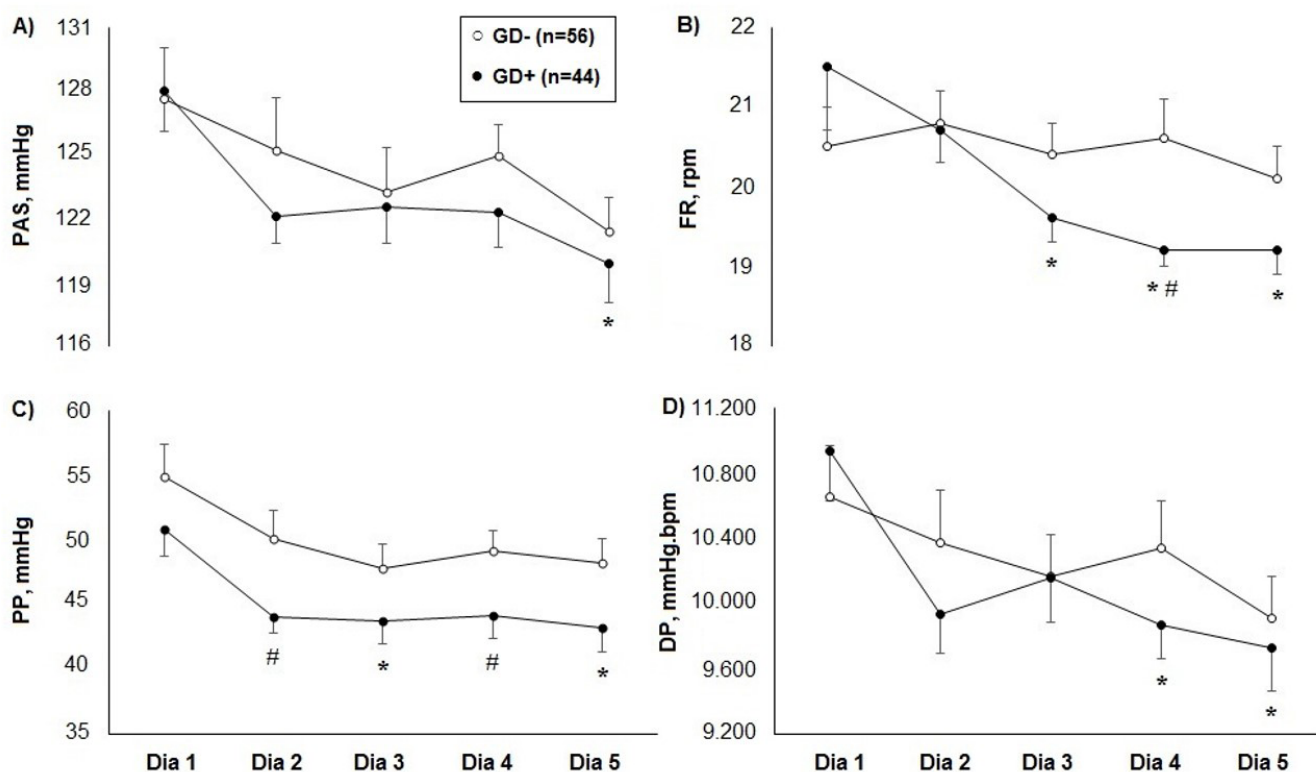 A)
PAS, mmHg
131
128
125
122
119
116
GD- (n=56)
GD+ (n=44)
*
B)
FR, rpm
22
21
20
19
18
*
* #
*
C)
PP, mmHg
60
55
50
45
40
35
#
*
#
*
Dia 1 Dia 2 Dia 3 Dia 4 Dia 5
D)
DP, mmHg.bpm
11.200
10.800
10.400
10.000
9.600
9.200
*
*
Dia 1 Dia 2 Dia 3 Dia 4 Dia 5